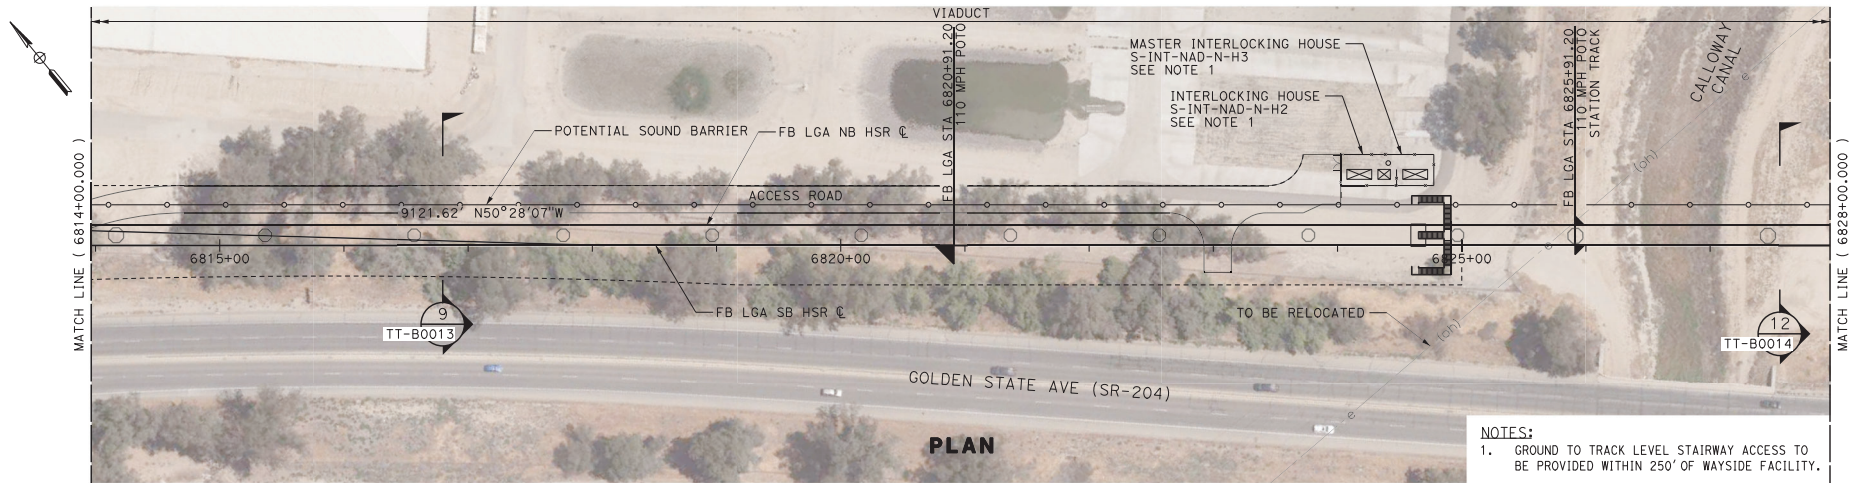 VIADUCT
MATCH LINE ( 6814+00.000 )
POTENTIAL SOUND BARRIER
FB LGA NB HSR ℄
FB LGA STA 6820+91.20
110 MPH POTO
MASTER INTERLOCKING HOUSE
S-INT-NAD-N-H3
SEE NOTE 1
INTERLOCKING HOUSE
S-INT-NAD-N-H2
SEE NOTE 1
FB LGA STA 6825+91.20
110 MPH POTO
STATION TRACK
CALLOWAY
CANAL
e
(oh)
ACCESS ROAD
9121.62' N50°28'07"W
6815+00
6820+00
6825+00
e
FB LGA SB HSR ℄
TO BE RELOCATED
(oh)
9
TT-B0013
12
TT-B0014
GOLDEN STATE AVE (SR-204)
e
MATCH LINE ( 6828+00.000 )
PLAN
NOTES:
1. GROUND TO TRACK LEVEL STAIRWAY ACCESS TO
BE PROVIDED WITHIN 250' OF WAYSIDE FACILITY.